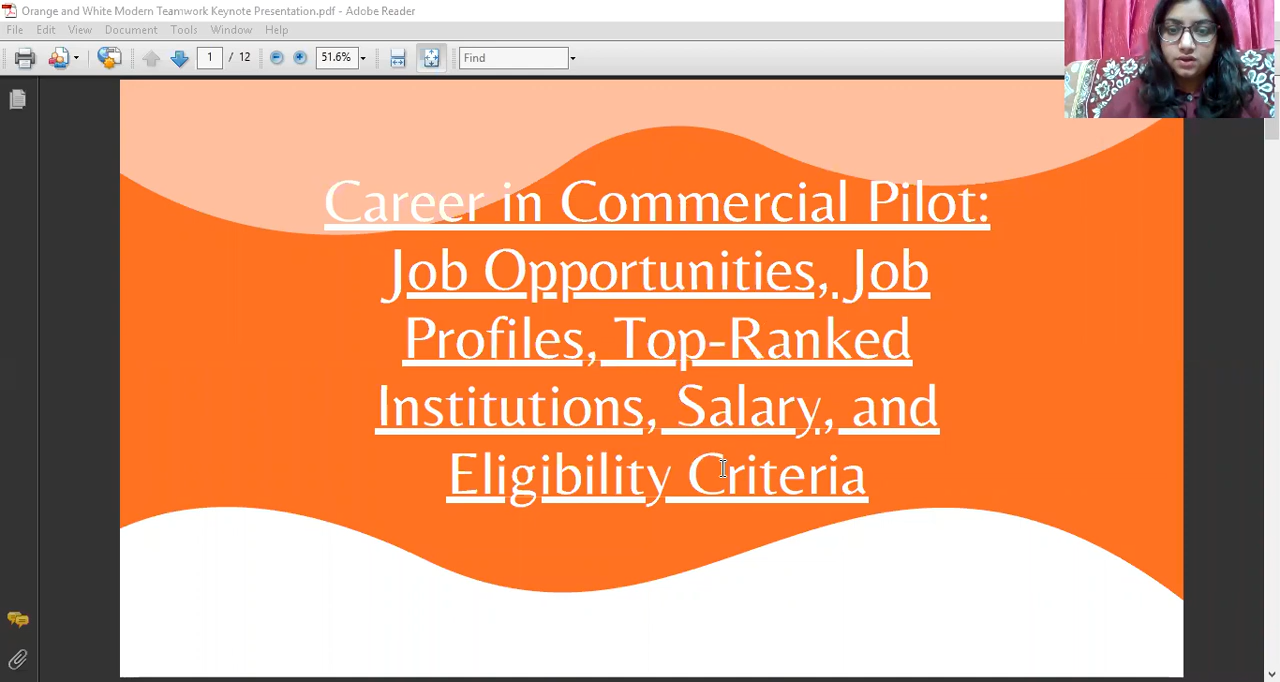 Orange and White Modern Teamwork Keynote Presentation.pdf - Adobe Reader
File Edit View Document Tools Window Help
1 / 12 51.6% Find
Career in Commercial Pilot:
Job Opportunities, Job
Profiles, Top-Ranked
Institutions, Salary, and
Eligibility Criteria